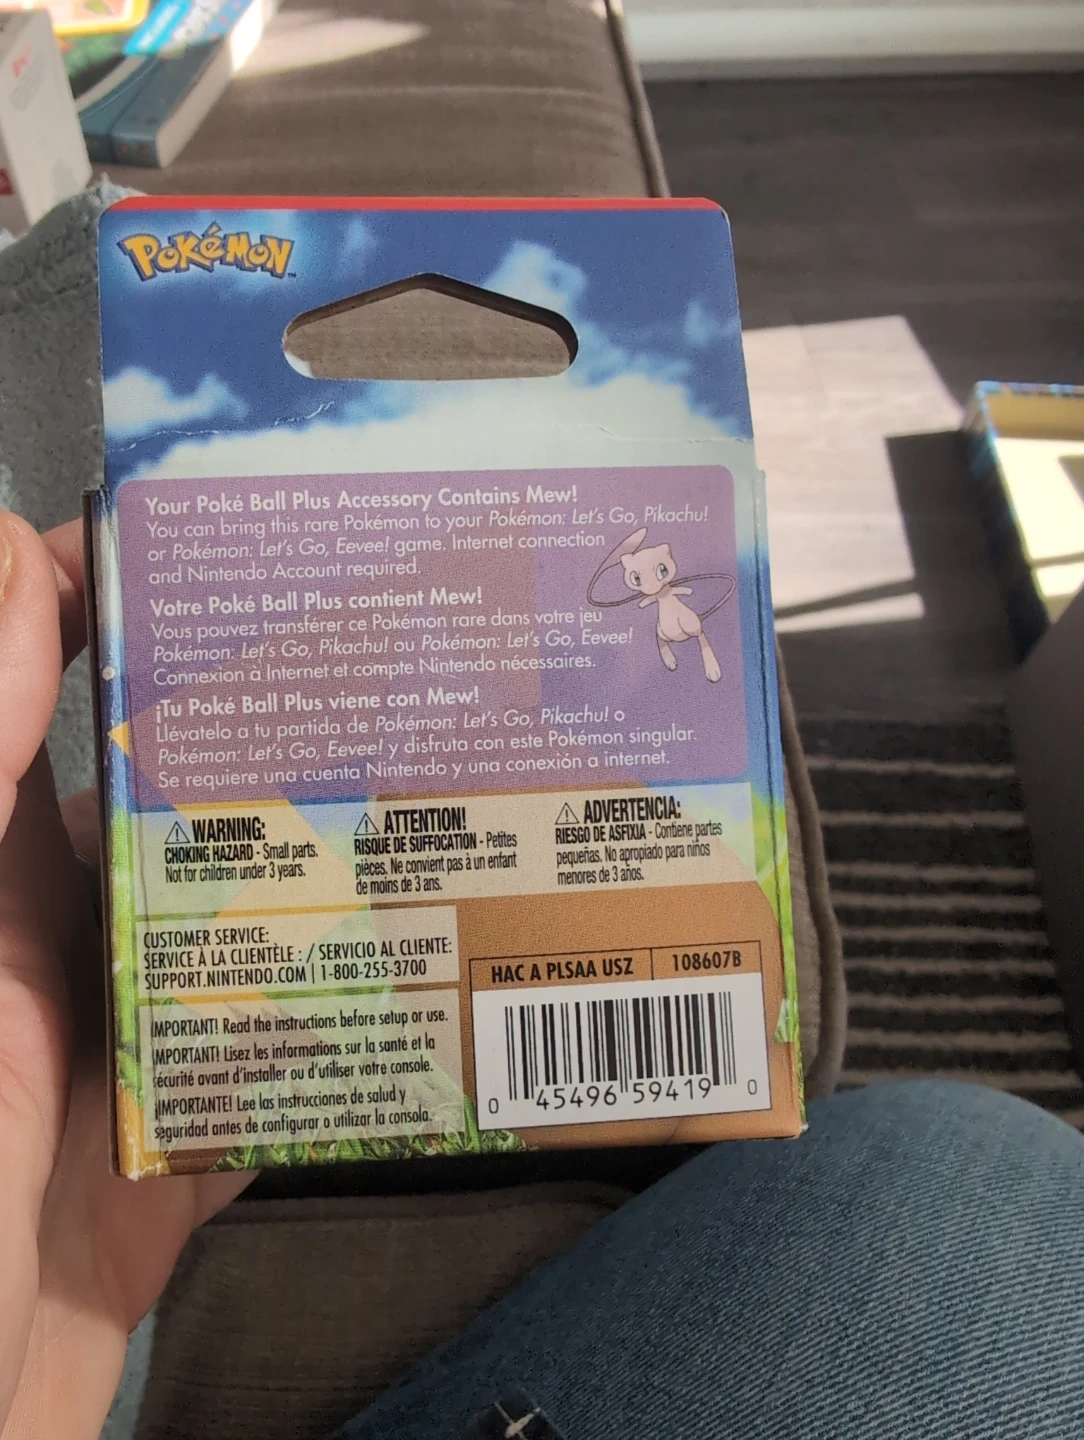 POKéMON™
Your Poké Ball Plus Accessory Contains Mew!
You can bring this rare Pokémon to your Pokémon: Let's Go, Pikachu!
or Pokémon: Let's Go, Eevee! game. Internet connection
and Nintendo Account required.
Votre Poké Ball Plus contient Mew!
Vous pouvez transférer ce Pokémon rare dans votre jeu
Pokémon: Let's Go, Pikachu! ou Pokémon: Let's Go, Eevee!
Connexion à Internet et compte Nintendo nécessaires.
¡Tu Poké Ball Plus viene con Mew!
Llévatelo a tu partida de Pokémon: Let's Go, Pikachu! o
Pokémon: Let's Go, Eevee! y disfruta con este Pokémon singular.
Se requiere una cuenta Nintendo y una conexión a internet.
⚠ WARNING:
CHOKING HAZARD - Small parts.
Not for children under 3 years.
⚠ ATTENTION!
RISQUE DE SUFFOCATION - Petites
pièces. Ne convient pas à un enfant
de moins de 3 ans.
⚠ ADVERTENCIA:
RIESGO DE ASFIXIA - Contiene partes
pequeñas. No apropiado para niños
menores de 3 años.
CUSTOMER SERVICE:
SERVICE À LA CLIENTÈLE : / SERVICIO AL CLIENTE:
SUPPORT.NINTENDO.COM | 1-800-255-3700
IMPORTANT! Read the instructions before setup or use.
IMPORTANT! Lisez les informations sur la santé et la
sécurité avant d'installer ou d'utiliser votre console.
¡IMPORTANTE! Lee las instrucciones de salud y
seguridad antes de configurar o utilizar la consola.
HAC A PLSAA USZ 108607B
0 45496 59419 0